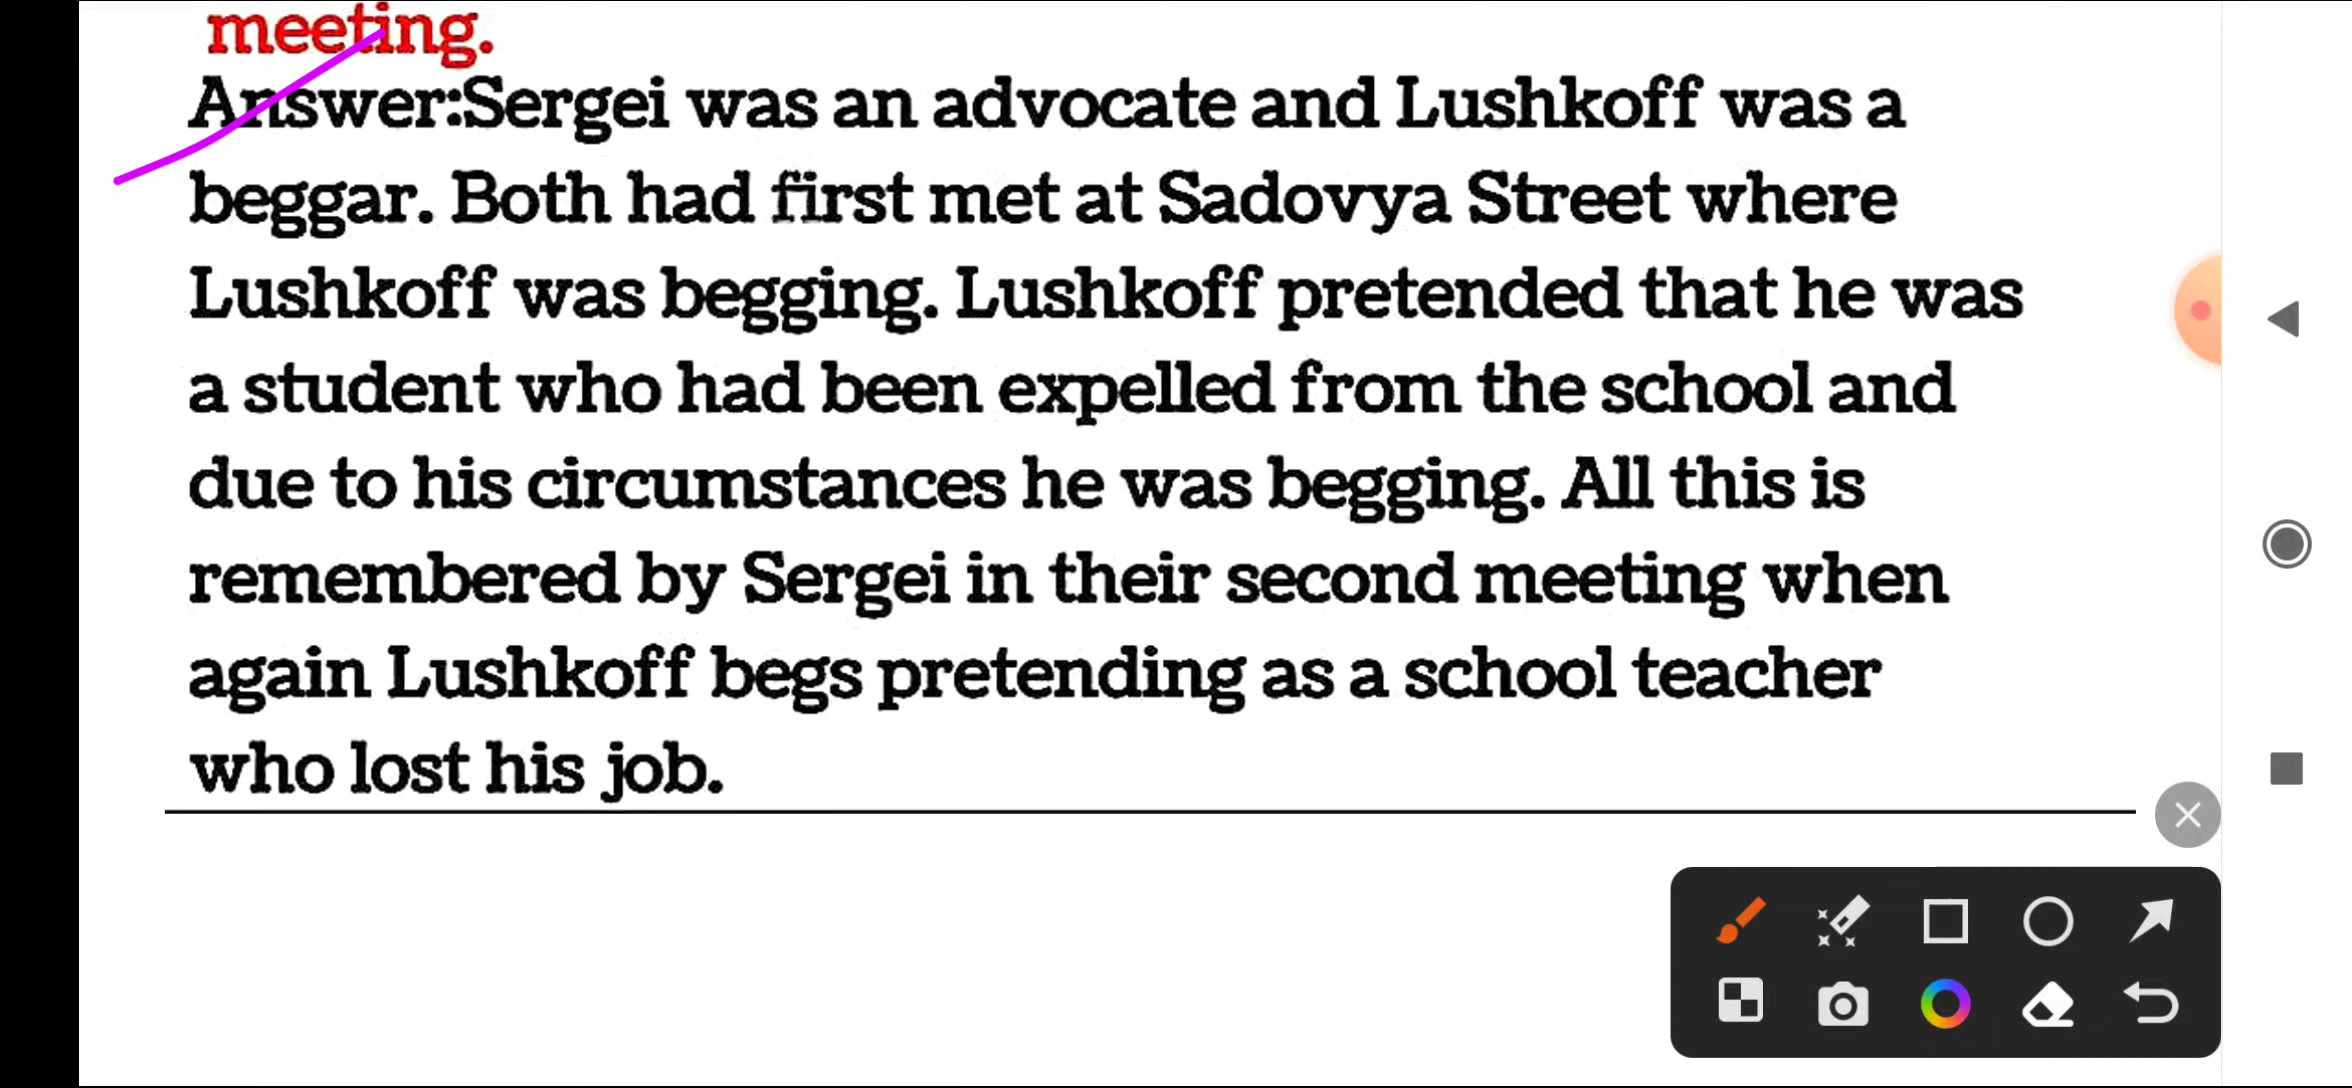 meeting.
Answer:Sergei was an advocate and Lushkoff was a
beggar. Both had first met at Sadovya Street where
Lushkoff was begging. Lushkoff pretended that he was
a student who had been expelled from the school and
due to his circumstances he was begging. All this is
remembered by Sergei in their second meeting when
again Lushkoff begs pretending as a school teacher
who lost his job.